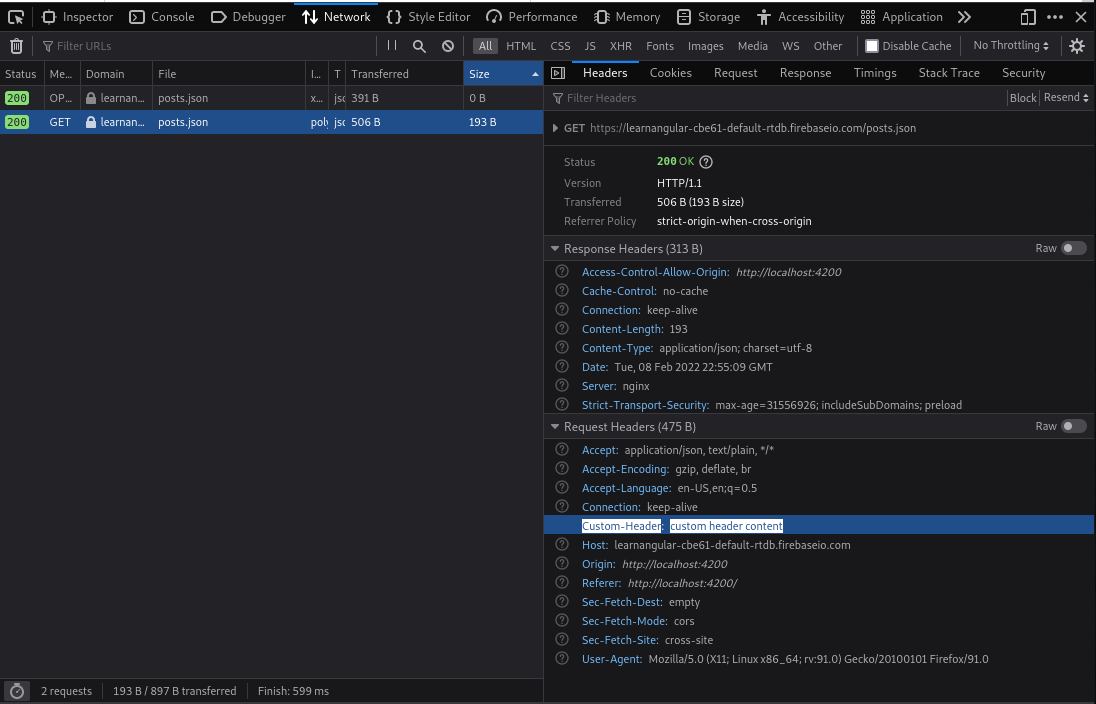 Inspector Console Debugger Network Style Editor Performance Memory Storage Accessibility Application
Filter URLs All HTML CSS JS XHR Fonts Images Media WS Other Disable Cache No Throttling
Status Me... Domain File I... T Transferred Size
200 OP... learnan... posts.json x... jsc 391 B 0 B
200 GET learnan... posts.json poly jsc 506 B 193 B
2 requests 193 B / 897 B transferred Finish: 599 ms
Headers Cookies Request Response Timings Stack Trace Security
Filter Headers Block Resend
GET https://learnangular-cbe61-default-rtdb.firebaseio.com/posts.json
Status 200 OK ?
Version HTTP/1.1
Transferred 506 B (193 B size)
Referrer Policy strict-origin-when-cross-origin
Response Headers (313 B) Raw
? Access-Control-Allow-Origin: http://localhost:4200
? Cache-Control: no-cache
? Connection: keep-alive
? Content-Length: 193
? Content-Type: application/json; charset=utf-8
? Date: Tue, 08 Feb 2022 22:55:09 GMT
? Server: nginx
? Strict-Transport-Security: max-age=31556926; includeSubDomains; preload
Request Headers (475 B) Raw
? Accept: application/json, text/plain, */*
? Accept-Encoding: gzip, deflate, br
? Accept-Language: en-US,en;q=0.5
? Connection: keep-alive
Custom-Header: custom header content
? Host: learnangular-cbe61-default-rtdb.firebaseio.com
? Origin: http://localhost:4200
? Referer: http://localhost:4200/
? Sec-Fetch-Dest: empty
? Sec-Fetch-Mode: cors
? Sec-Fetch-Site: cross-site
? User-Agent: Mozilla/5.0 (X11; Linux x86_64; rv:91.0) Gecko/20100101 Firefox/91.0